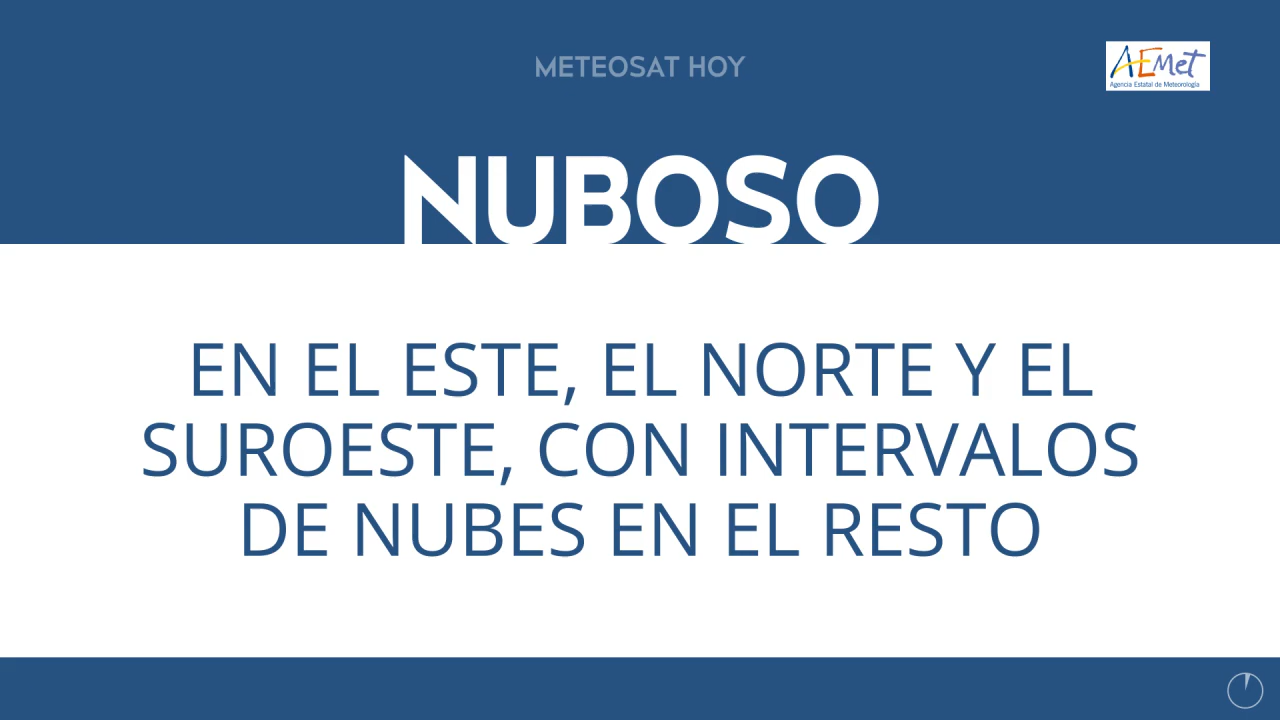 METEOSAT HOY
AEMet
Agencia Estatal de Meteorología
NUBOSO
EN EL ESTE, EL NORTE Y EL
SUROESTE, CON INTERVALOS
DE NUBES EN EL RESTO